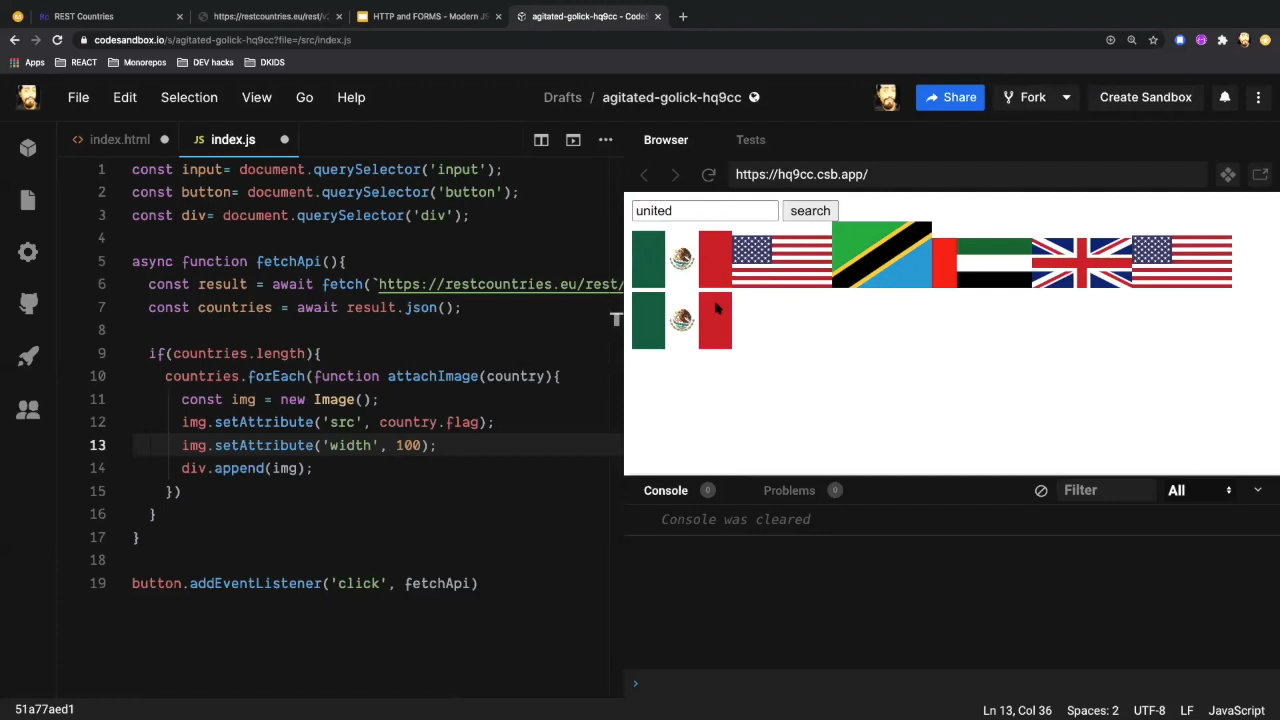 REST Countries
https://restcountries.eu/rest/v2
HTTP and FORMS - Modern JS
agitated-golick-hq9cc - CodeS
codesandbox.io/s/agitated-golick-hq9cc?file=/src/index.js
Apps REACT Monorepos DEV hacks DKIDS
File Edit Selection View Go Help
Drafts / agitated-golick-hq9cc
Share Fork Create Sandbox
index.html JS index.js
Browser Tests
https://hq9cc.csb.app/
1 const input= document.querySelector('input');
2 const button= document.querySelector('button');
3 const div= document.querySelector('div');
4
5 async function fetchApi(){
6 const result = await fetch(`https://restcountries.eu/rest/
7 const countries = await result.json();
8
9 if(countries.length){
10 countries.forEach(function attachImage(country){
11 const img = new Image();
12 img.setAttribute('src', country.flag);
13 img.setAttribute('width', 100);
14 div.append(img);
15 })
16 }
17 }
18
19 button.addEventListener('click', fetchApi)
united search
T
Console 0 Problems 0 Filter All
Console was cleared
›
51a77aed1
Ln 13, Col 36 Spaces: 2 UTF-8 LF JavaScript